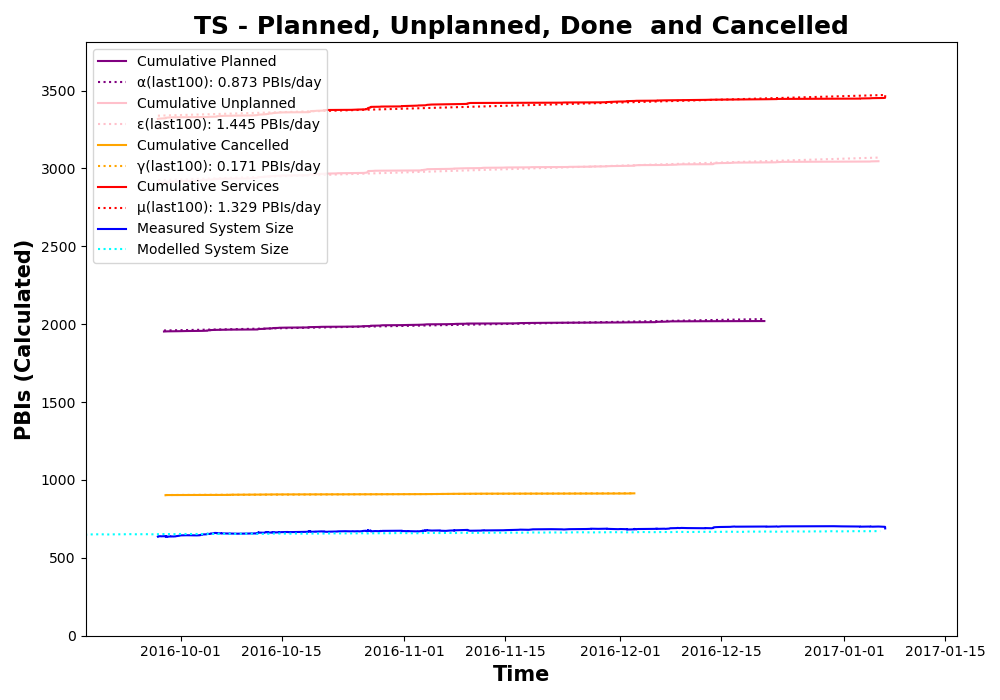 TS - Planned, Unplanned, Done  and Cancelled
Cumulative Planned
α(last100): 0.873 PBIs/day
Cumulative Unplanned
ε(last100): 1.445 PBIs/day
Cumulative Cancelled
γ(last100): 0.171 PBIs/day
Cumulative Services
μ(last100): 1.329 PBIs/day
Measured System Size
Modelled System Size
PBIs (Calculated)
3500
3000
2500
2000
1500
1000
500
0
2016-10-01
2016-10-15
2016-11-01
2016-11-15
2016-12-01
2016-12-15
2017-01-01
2017-01-15
Time